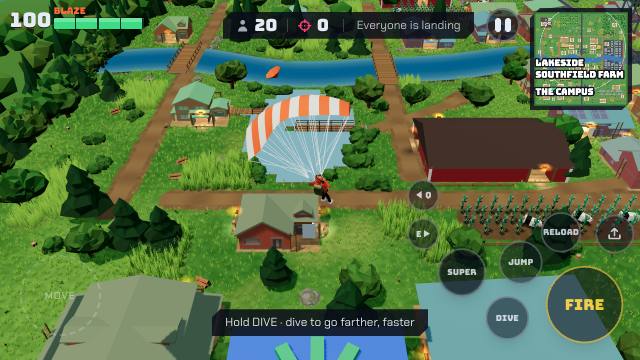 100
BLAZE
20
0
Everyone is landing
LAKESIDE
SOUTHFIELD FARM
THE CAMPUS
◀ 0
E ▶
RELOAD
JUMP
SUPER
MOVE
FIRE
DIVE
Hold DIVE · dive to go farther, faster